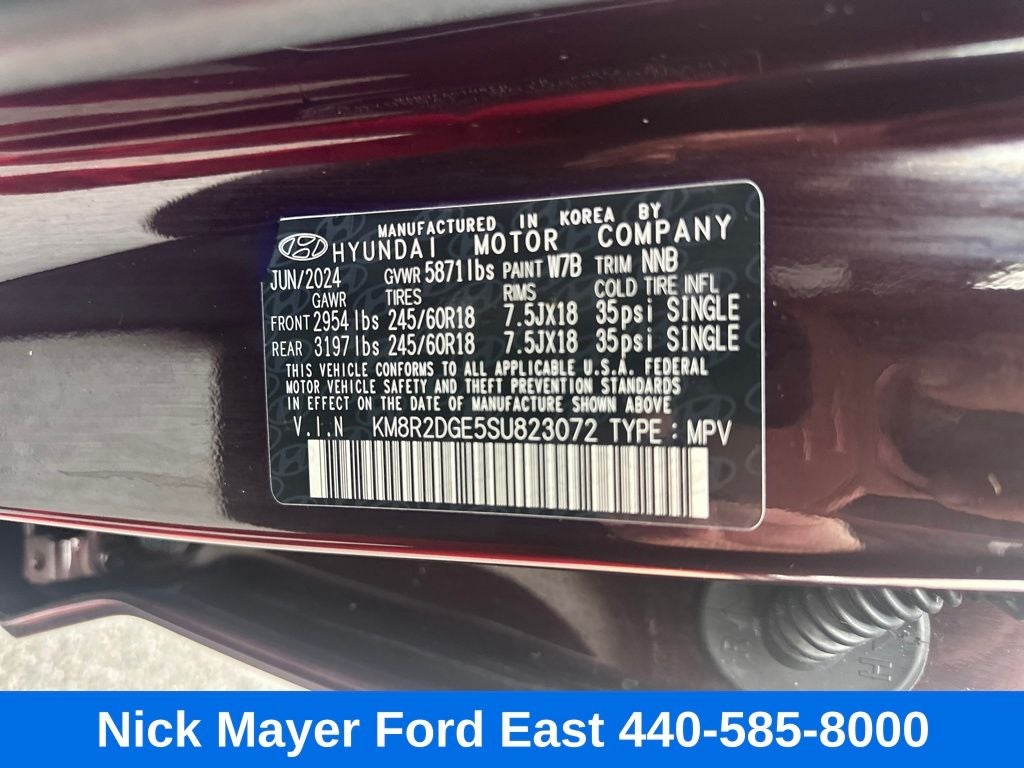 MANUFACTURED IN KOREA BY
HYUNDAI MOTOR COMPANY
JUN/2024 GVWR 5871lbs PAINT W7B TRIM NNB
GAWR TIRES RIMS COLD TIRE INFL
FRONT 2954lbs 245/60R18 7.5JX18 35psi SINGLE
REAR 3197lbs 245/60R18 7.5JX18 35psi SINGLE
THIS VEHICLE CONFORMS TO ALL APPLICABLE U.S.A. FEDERAL
MOTOR VEHICLE SAFETY AND THEFT PREVENTION STANDARDS
IN EFFECT ON THE DATE OF MANUFACTURE SHOWN ABOVE
V.I.N KM8R2DGE5SU823072 TYPE : MPV
Nick Mayer Ford East 440-585-8000